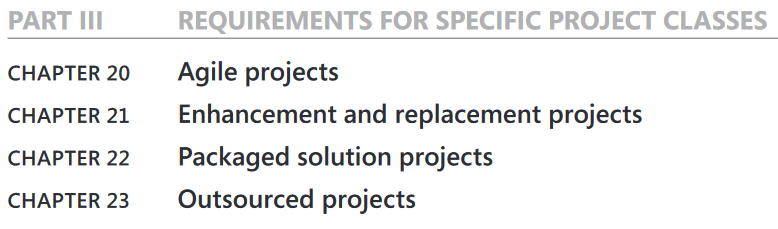 PART III REQUIREMENTS FOR SPECIFIC PROJECT CLASSES
CHAPTER 20 Agile projects
CHAPTER 21 Enhancement and replacement projects
CHAPTER 22 Packaged solution projects
CHAPTER 23 Outsourced projects